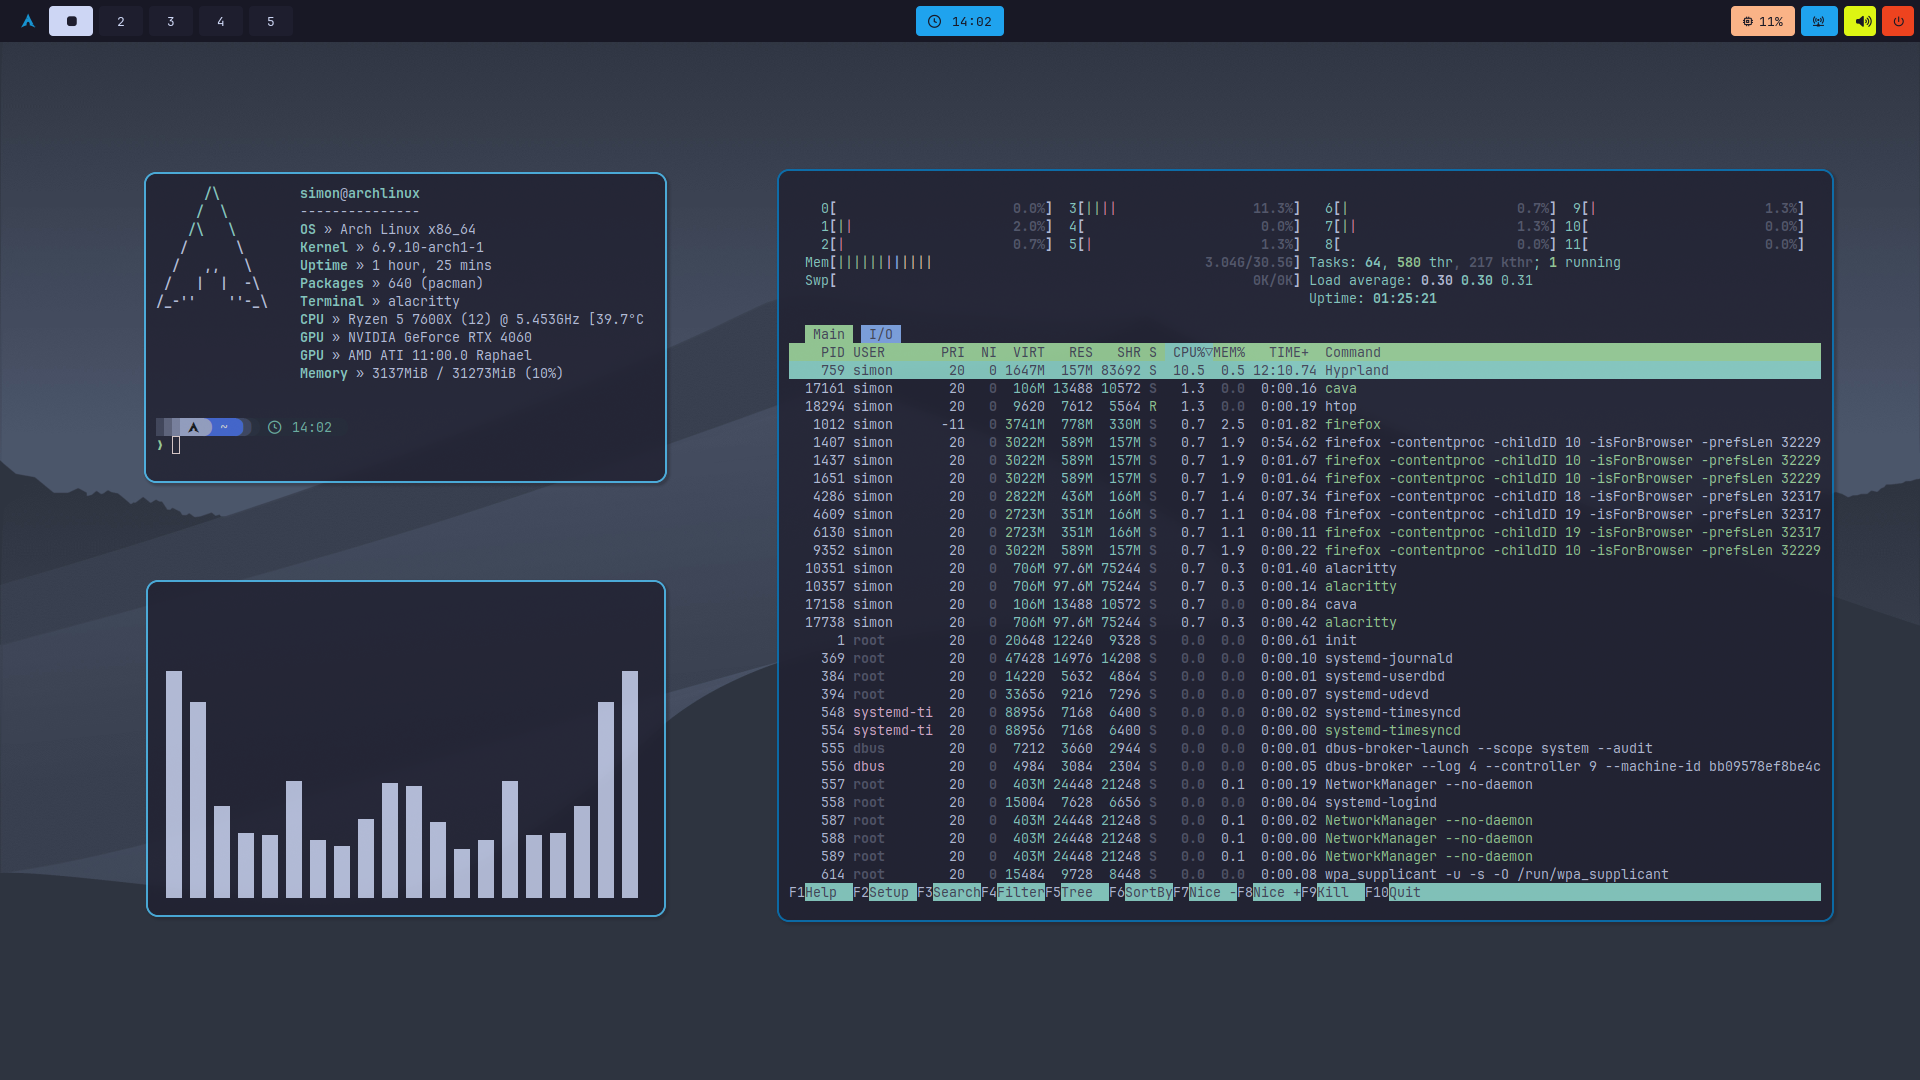 2 3 4 5 14:02 11%
/\ simon@archlinux
/  \ ---------------
/\   \ OS » Arch Linux x86_64
/      \ Kernel » 6.9.10-arch1-1
/   ,,   \ Uptime » 1 hour, 25 mins
/   |  |  -\ Packages » 640 (pacman)
/_-''    ''-_\ Terminal » alacritty
CPU » Ryzen 5 7600X (12) @ 5.453GHz [39.7°C
GPU » NVIDIA GeForce RTX 4060
GPU » AMD ATI 11:00.0 Raphael
Memory » 3137MiB / 31273MiB (10%)
~ 14:02
❯
0[ 0.0%] 3[|||| 11.3%] 6[| 0.7%] 9[| 1.3%]
1[|| 2.0%] 4[ 0.0%] 7[|| 1.3%] 10[ 0.0%]
2[| 0.7%] 5[| 1.3%] 8[ 0.0%] 11[ 0.0%]
Mem[|||||||||||| 3.04G/30.5G] Tasks: 64, 580 thr, 217 kthr; 1 running
Swp[ 0K/0K] Load average: 0.30 0.30 0.31
Uptime: 01:25:21
Main I/O
PID USER PRI NI VIRT RES SHR S CPU%▽MEM% TIME+ Command
759 simon 20 0 1647M 157M 83692 S 10.5 0.5 12:10.74 Hyprland
17161 simon 20 0 106M 13488 10572 S 1.3 0.0 0:00.16 cava
18294 simon 20 0 9620 7612 5564 R 1.3 0.0 0:00.19 htop
1012 simon -11 0 3741M 778M 330M S 0.7 2.5 0:01.82 firefox
1407 simon 20 0 3022M 589M 157M S 0.7 1.9 0:54.62 firefox -contentproc -childID 10 -isForBrowser -prefsLen 32229
1437 simon 20 0 3022M 589M 157M S 0.7 1.9 0:01.67 firefox -contentproc -childID 10 -isForBrowser -prefsLen 32229
1651 simon 20 0 3022M 589M 157M S 0.7 1.9 0:01.64 firefox -contentproc -childID 10 -isForBrowser -prefsLen 32229
4286 simon 20 0 2822M 436M 166M S 0.7 1.4 0:07.34 firefox -contentproc -childID 18 -isForBrowser -prefsLen 32317
4609 simon 20 0 2723M 351M 166M S 0.7 1.1 0:04.08 firefox -contentproc -childID 19 -isForBrowser -prefsLen 32317
6130 simon 20 0 2723M 351M 166M S 0.7 1.1 0:00.11 firefox -contentproc -childID 19 -isForBrowser -prefsLen 32317
9352 simon 20 0 3022M 589M 157M S 0.7 1.9 0:00.22 firefox -contentproc -childID 10 -isForBrowser -prefsLen 32229
10351 simon 20 0 706M 97.6M 75244 S 0.7 0.3 0:01.40 alacritty
10357 simon 20 0 706M 97.6M 75244 S 0.7 0.3 0:00.14 alacritty
17158 simon 20 0 106M 13488 10572 S 0.7 0.0 0:00.84 cava
17738 simon 20 0 706M 97.6M 75244 S 0.7 0.3 0:00.42 alacritty
1 root 20 0 20648 12240 9328 S 0.0 0.0 0:00.61 init
369 root 20 0 47428 14976 14208 S 0.0 0.0 0:00.10 systemd-journald
384 root 20 0 14220 5632 4864 S 0.0 0.0 0:00.01 systemd-userdbd
394 root 20 0 33656 9216 7296 S 0.0 0.0 0:00.07 systemd-udevd
548 systemd-ti 20 0 88956 7168 6400 S 0.0 0.0 0:00.02 systemd-timesyncd
554 systemd-ti 20 0 88956 7168 6400 S 0.0 0.0 0:00.00 systemd-timesyncd
555 dbus 20 0 7212 3660 2944 S 0.0 0.0 0:00.01 dbus-broker-launch --scope system --audit
556 dbus 20 0 4984 3084 2304 S 0.0 0.0 0:00.05 dbus-broker --log 4 --controller 9 --machine-id bb09578ef8be4c
557 root 20 0 403M 24448 21248 S 0.0 0.1 0:00.19 NetworkManager --no-daemon
558 root 20 0 15004 7628 6656 S 0.0 0.0 0:00.04 systemd-logind
587 root 20 0 403M 24448 21248 S 0.0 0.1 0:00.02 NetworkManager --no-daemon
588 root 20 0 403M 24448 21248 S 0.0 0.1 0:00.00 NetworkManager --no-daemon
589 root 20 0 403M 24448 21248 S 0.0 0.1 0:00.06 NetworkManager --no-daemon
614 root 20 0 15484 9728 8448 S 0.0 0.0 0:00.08 wpa_supplicant -u -s -O /run/wpa_supplicant
F1Help F2Setup F3SearchF4FilterF5Tree F6SortByF7Nice -F8Nice +F9Kill F10Quit